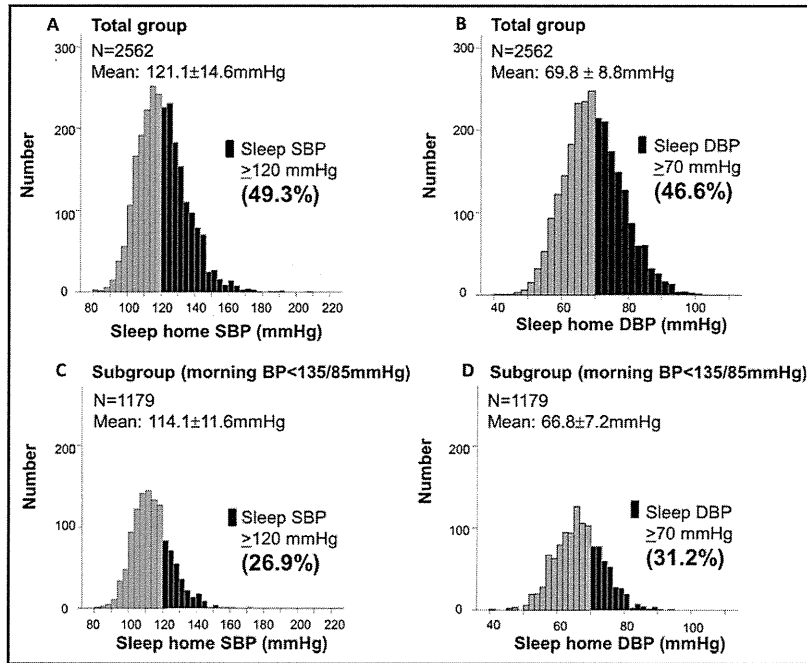 A Total group
N=2562
Mean: 121.1±14.6mmHg
300
200
100
0
Number
Sleep SBP
≥120 mmHg
(49.3%)
80 100 120 140 160 180 200 220
Sleep home SBP (mmHg)
B Total group
N=2562
Mean: 69.8 ± 8.8mmHg
300
200
100
0
Number
Sleep DBP
≥70 mmHg
(46.6%)
40 60 80 100
Sleep home DBP (mmHg)
C Subgroup (morning BP<135/85mmHg)
N=1179
Mean: 114.1±11.6mmHg
200
100
0
Number
Sleep SBP
≥120 mmHg
(26.9%)
80 100 120 140 160 180 200 220
Sleep home SBP (mmHg)
D Subgroup (morning BP<135/85mmHg)
N=1179
Mean: 66.8±7.2mmHg
200
100
0
Number
Sleep DBP
≥70 mmHg
(31.2%)
40 60 80 100
Sleep home DBP (mmHg)